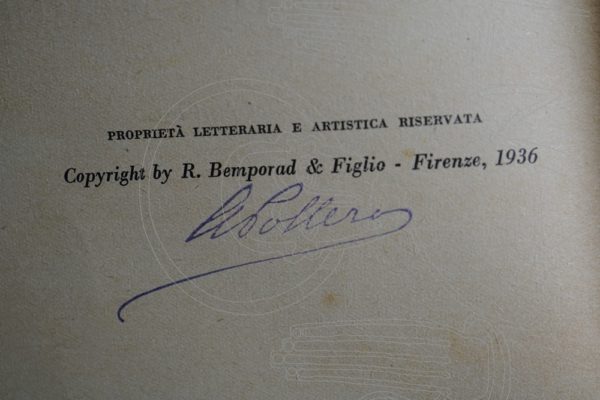 PROPRIETÀ LETTERARIA E ARTISTICA RISERVATA
Copyright by R. Bemporad & Figlio - Firenze, 1936